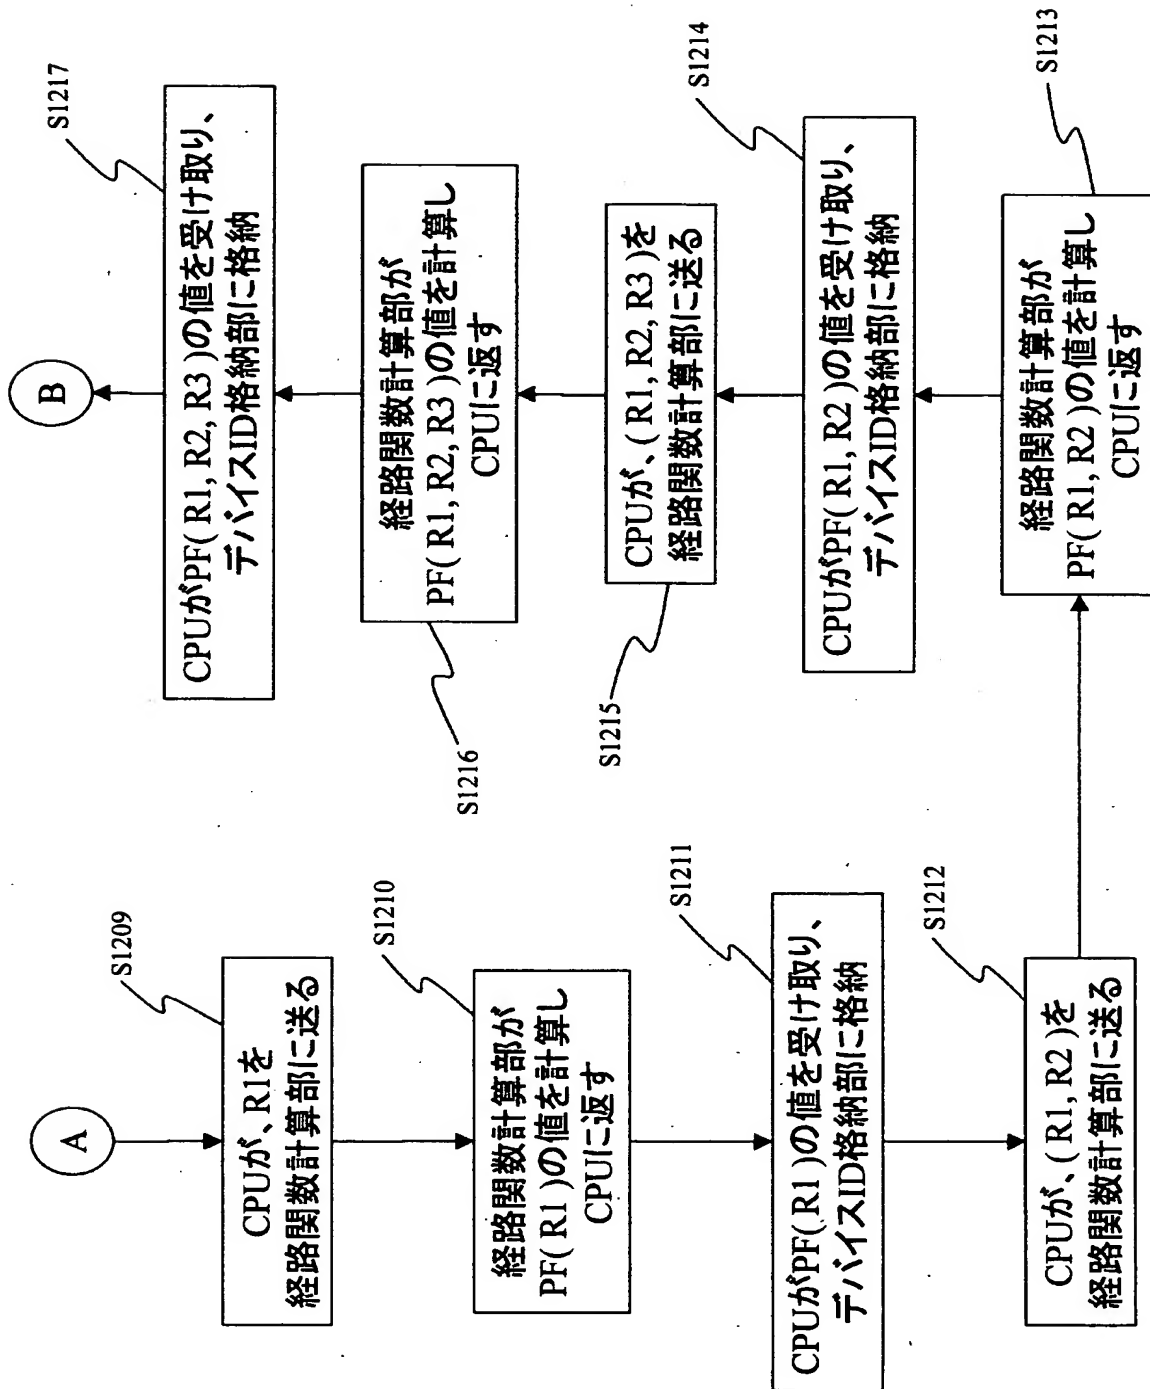 A
S1209
CPUが、R1を
経路関数計算部に送る
S1210
経路関数計算部が
PF( R1 )の値を計算し
CPUに返す
S1211
CPUがPF( R1 )の値を受け取り、
デバイスID格納部に格納
S1212
CPUが、( R1, R2 )を
経路関数計算部に送る
S1213
経路関数計算部が
PF( R1, R2 )の値を計算し
CPUに返す
S1214
CPUがPF( R1, R2 )の値を受け取り、
デバイスID格納部に格納
S1215
CPUが、( R1, R2, R3 )を
経路関数計算部に送る
S1216
経路関数計算部が
PF( R1, R2, R3 )の値を計算し
CPUに返す
S1217
CPUがPF( R1, R2, R3 )の値を受け取り、
デバイスID格納部に格納
B